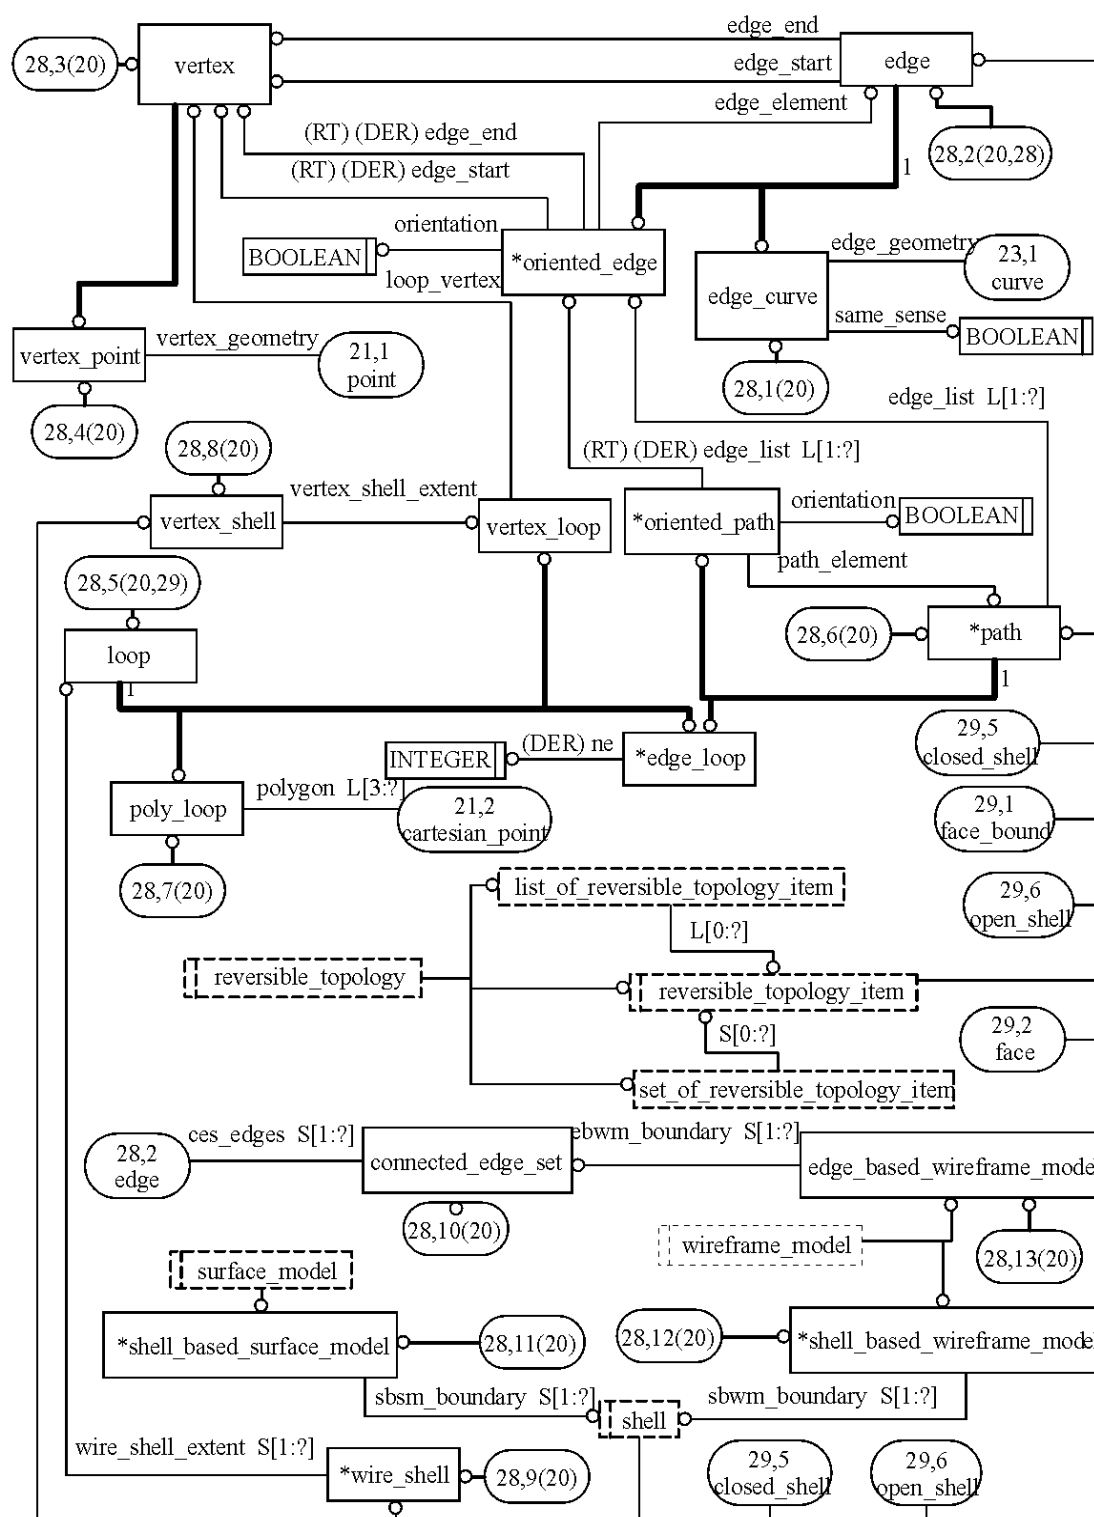 edge_end
28,3(20)
vertex
edge
edge_start
edge_element
(RT) (DER) edge_end
28,2(20,28)
1
(RT) (DER) edge_start
orientation
BOOLEAN
*oriented_edge
edge_geometry
23,1
curve
loop_vertex
edge_curve
same_sense
BOOLEAN
vertex_point
vertex_geometry
21,1
point
28,1(20)
edge_list L[1:?]
28,4(20)
28,8(20)
(RT) (DER) edge_list L[1:?]
vertex_shell_extent
orientation
vertex_shell
vertex_loop
*oriented_path
BOOLEAN
path_element
28,5(20,29)
28,6(20)
*path
loop
1
1
29,5
closed_shell
(DER) ne
INTEGER
*edge_loop
polygon L[3:?]
poly_loop
21,2
cartesian_point
29,1
face_bound
28,7(20)
list_of_reversible_topology_item
29,6
open_shell
L[0:?]
reversible_topology
reversible_topology_item
S[0:?]
29,2
face
set_of_reversible_topology_item
ces_edges S[1:?]
ebwm_boundary S[1:?]
28,2
edge
connected_edge_set
edge_based_wireframe_model
28,10(20)
wireframe_model
28,13(20)
surface_model
*shell_based_surface_model
28,11(20)
28,12(20)
*shell_based_wireframe_model
sbsm_boundary S[1:?]
sbwm_boundary S[1:?]
shell
wire_shell_extent S[1:?]
*wire_shell
28,9(20)
29,5
closed_shell
29,6
open_shell